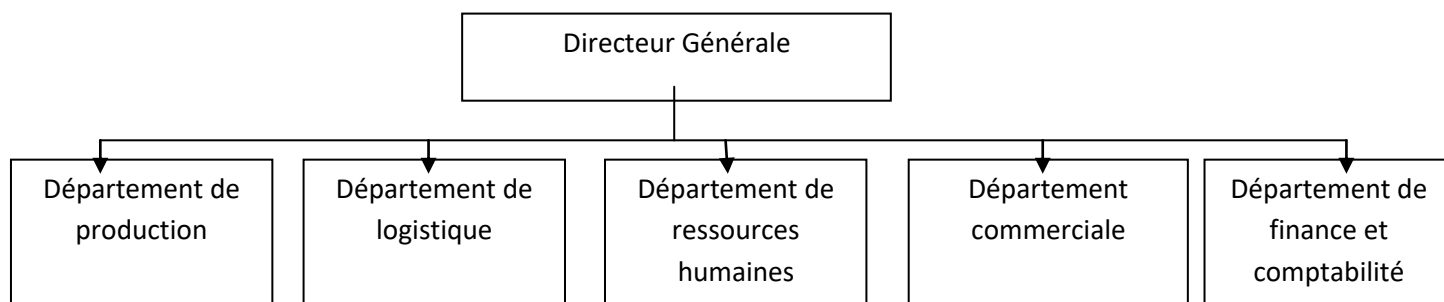 Directeur Générale
Département de
production
Département de
logistique
Département de
ressources
humaines
Département
commerciale
Département de
finance et
comptabilité